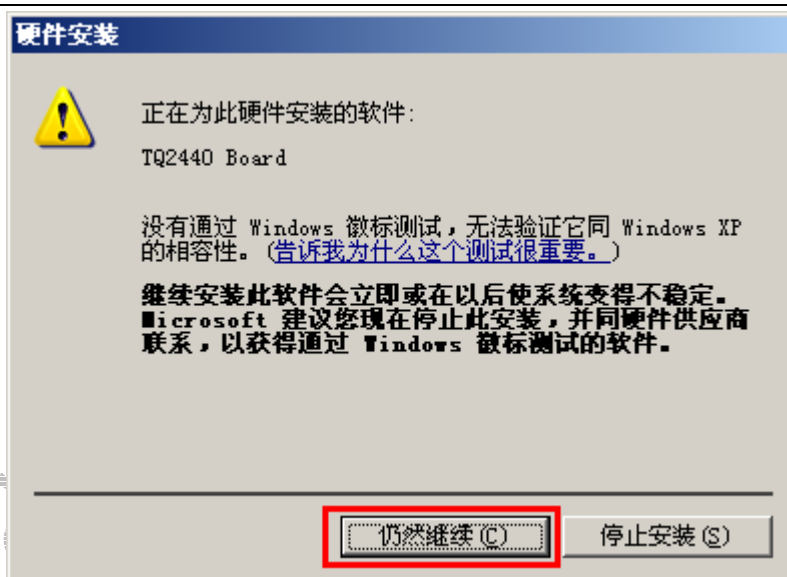 硬件安装
正在为此硬件安装的软件:
TQ2440 Board
没有通过 Windows 徽标测试，无法验证它同 Windows XP
的相容性。(告诉我为什么这个测试很重要。)
继续安装此软件会立即或在以后使系统变得不稳定。
Microsoft 建议您现在停止此安装，并同硬件供应商
联系，以获得通过 Windows 徽标测试的软件。
仍然继续(C) 停止安装(S)